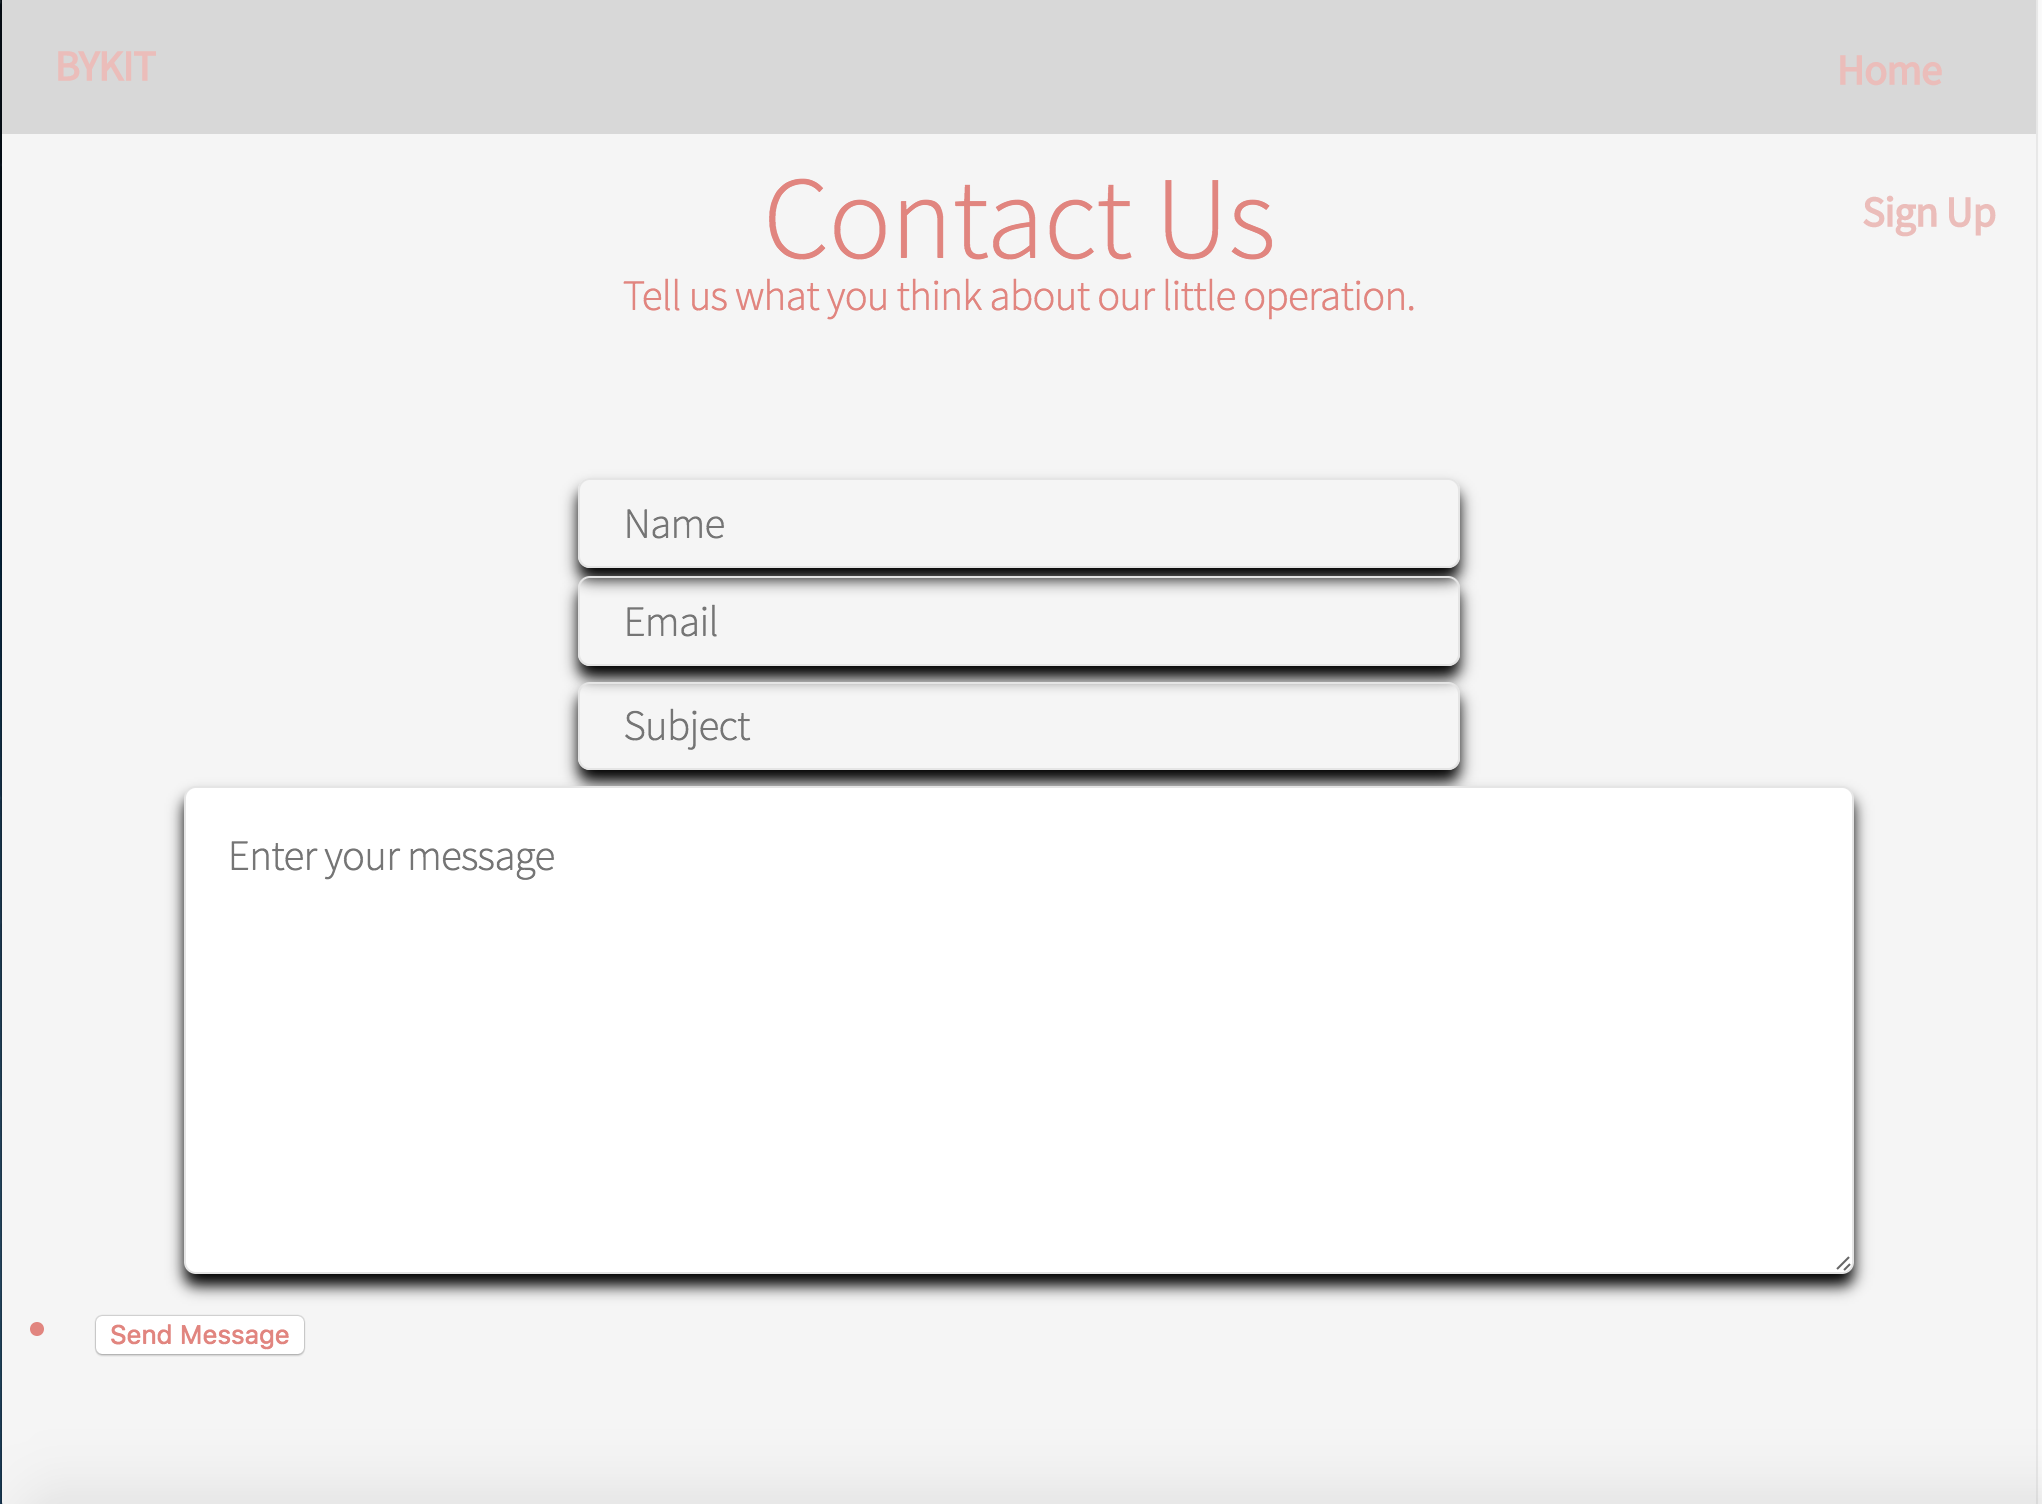 BYKIT
Home
Contact Us
Sign Up
Tell us what you think about our little operation.
Name
Email
Subject
Enter your message
Send Message